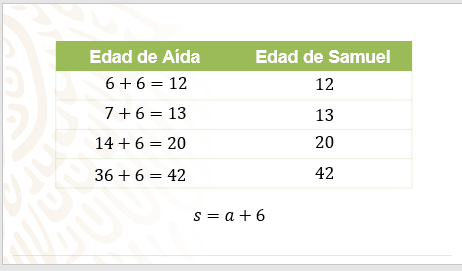 Edad de Aída Edad de Samuel
6 + 6 = 12 12
7 + 6 = 13 13
14 + 6 = 20 20
36 + 6 = 42 42
s = a + 6